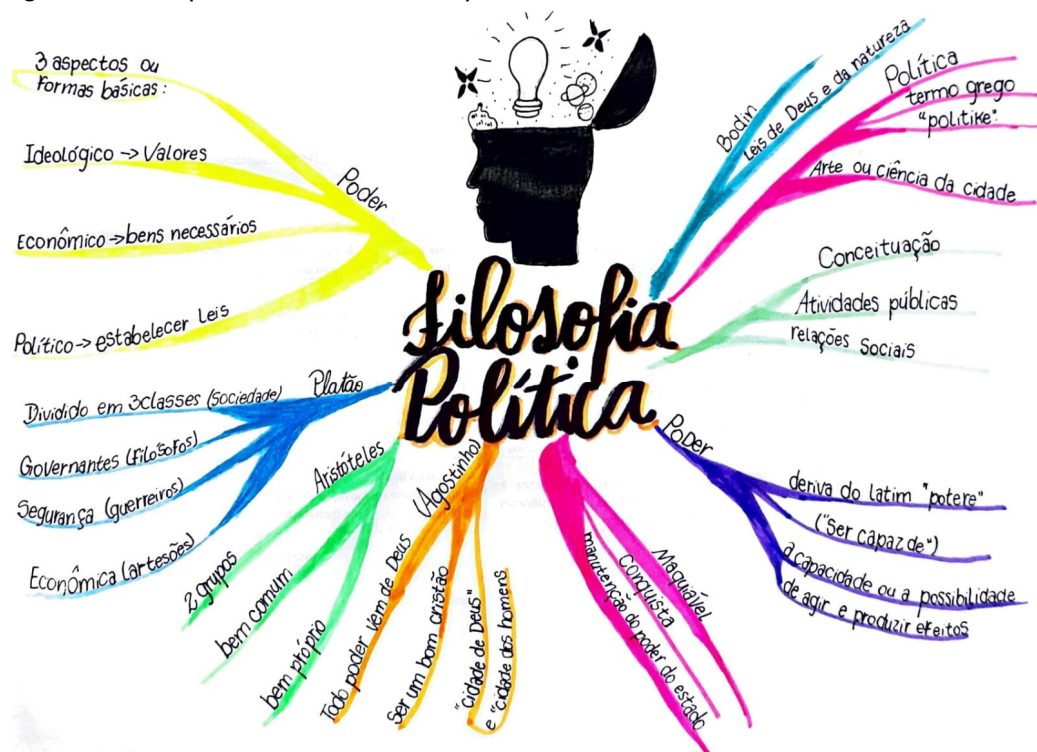 3 aspectos ou
Formas básicas:
Ideológico → Valores
Econômico → bens necessários
Político → estabelecer leis
Poder
Bodin
Leis de Deus e da natureza
Política
termo grego
"politike".
Arte ou ciência da cidade
Conceituação
Atividades públicas
relações sociais
Filosofia
Política
Platão
Dividido em 3 classes (sociedade)
Governantes (filósofos)
Segurança (guerreiros)
Econômica (artesões)
Aristóteles
2 grupos
bem comum
bem próprio
(Agostinho)
Todo poder vem de Deus
Ser um bom cristão
"cidade de Deus"
e "cidade dos homens
Maquiável
Conquista
manutenção do poder do estado
Poder
deriva do latim "potere"
("Ser capaz de")
a capacidade ou a possibilidade
de agir e produzir efeitos